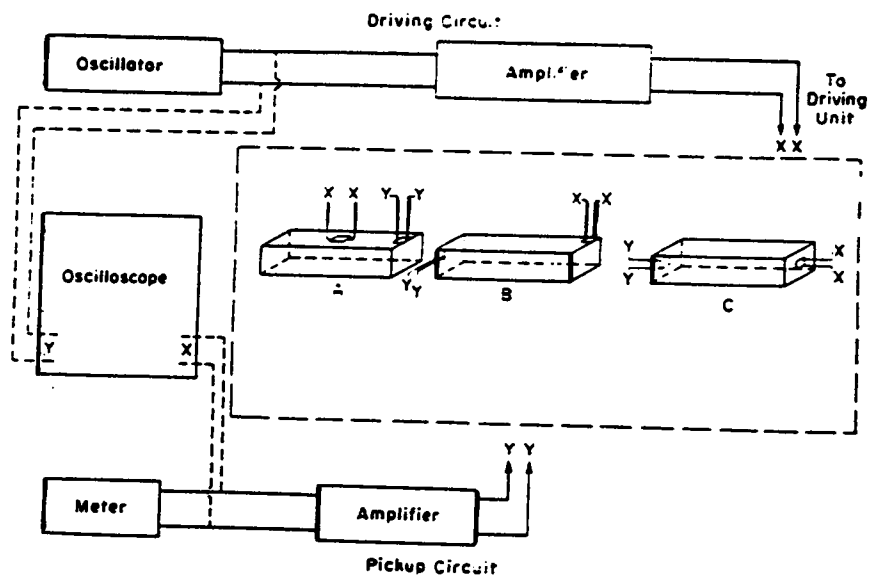 Driving Circuit
Oscillator
Amplifier
To
Driving
Unit
X X
X X Y Y
X X
Y
Y
X
X
Y
Y
A
B
C
Oscilloscope
Y
X
Y Y
Meter
Amplifier
Pickup Circuit